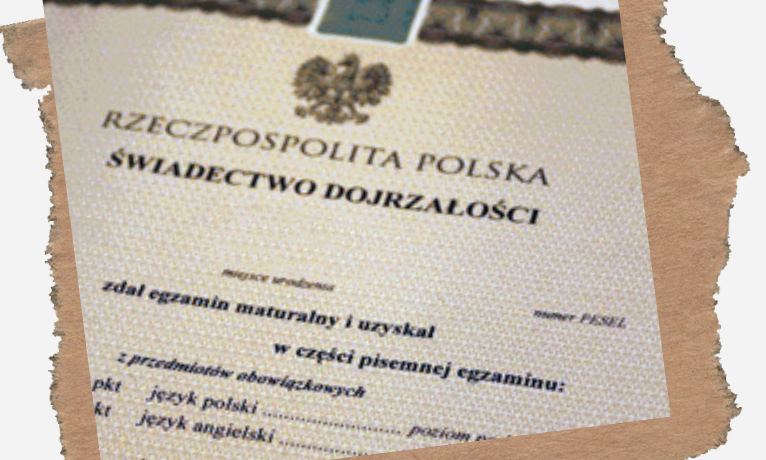 RZECZPOSPOLITA POLSKA
ŚWIADECTWO DOJRZAŁOŚCI
miejsce urodzenia
numer PESEL
zdał egzamin maturalny i uzyskał
w części pisemnej egzaminu:
z przedmiotów obowiązkowych
pkt język polski .............................. poziom
kt język angielski ....................